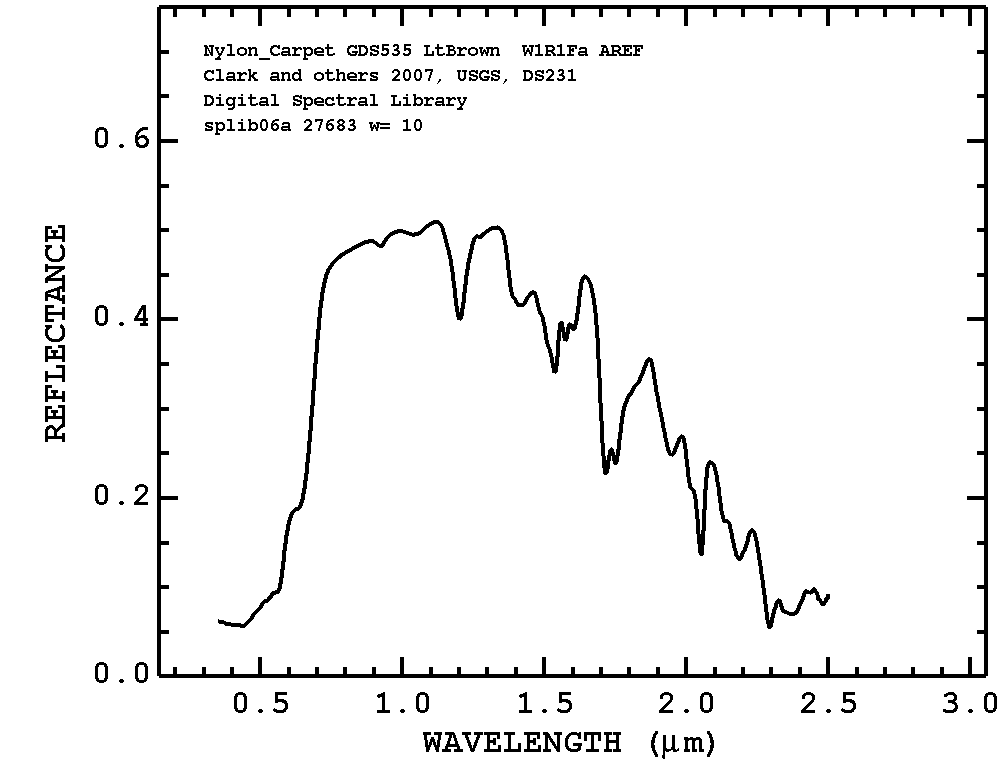 Nylon_Carpet GDS535 LtBrown  W1R1Fa AREF
Clark and others 2007, USGS, DS231
Digital Spectral Library
splib06a 27683 w= 10
REFLECTANCE
0.6
0.4
0.2
0.0
0.5 1.0 1.5 2.0 2.5 3.0
WAVELENGTH (μm)